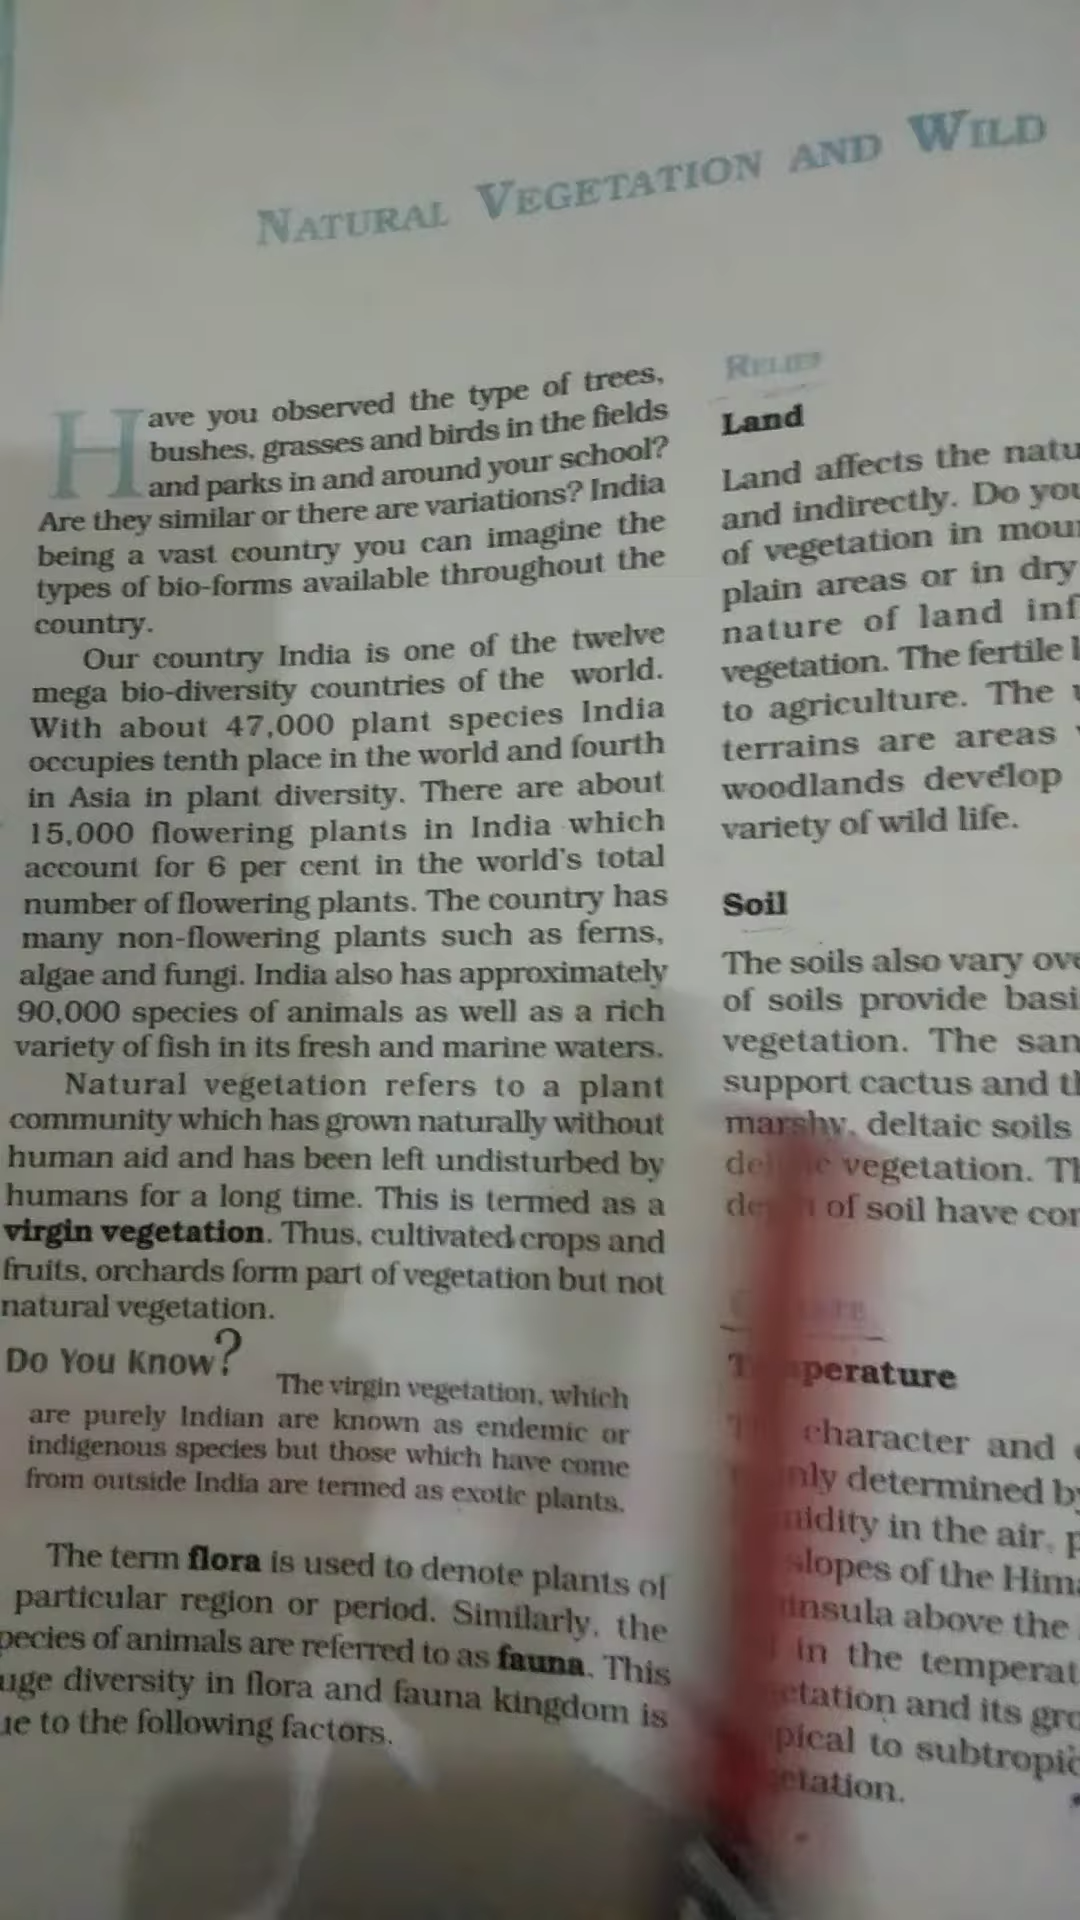 NATURAL VEGETATION AND WILD
Have you observed the type of trees,
bushes, grasses and birds in the fields
and parks in and around your school?
Are they similar or there are variations? India
being a vast country you can imagine the
types of bio-forms available throughout the
country.
Our country India is one of the twelve
mega bio-diversity countries of the world.
With about 47,000 plant species India
occupies tenth place in the world and fourth
in Asia in plant diversity. There are about
15,000 flowering plants in India which
account for 6 per cent in the world's total
number of flowering plants. The country has
many non-flowering plants such as ferns,
algae and fungi. India also has approximately
90,000 species of animals as well as a rich
variety of fish in its fresh and marine waters.
Natural vegetation refers to a plant
community which has grown naturally without
human aid and has been left undisturbed by
humans for a long time. This is termed as a
virgin vegetation. Thus, cultivated crops and
fruits, orchards form part of vegetation but not
natural vegetation.
DO YOU KNOW?
The virgin vegetation, which
are purely Indian are known as endemic or
indigenous species but those which have come
from outside India are termed as exotic plants.
The term flora is used to denote plants of
particular region or period. Similarly, the
pecies of animals are referred to as fauna. This
uge diversity in flora and fauna kingdom is
ue to the following factors.
RELIEF
Land
Land affects the natu
and indirectly. Do you
of vegetation in moun
plain areas or in dry
nature of land inf
vegetation. The fertile l
to agriculture. The u
terrains are areas
woodlands develop
variety of wild life.
Soil
The soils also vary ove
of soils provide basi
vegetation. The san
support cactus and th
marshy, deltaic soils
vegetation. Th
of soil have con
perature
character and
nly determined by
idity in the air, p
slopes of the Hima
insula above the
in the temperat
etation and its gro
pical to subtropic
etation.